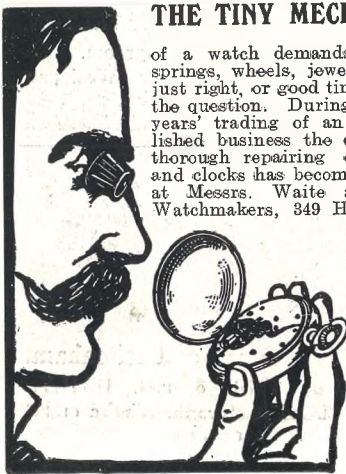 THE TINY MECH
of a watch demands
springs, wheels, jewe
just right, or good tin
the question. During
years' trading of an
lished business the
thorough repairing
and clocks has becom
at Messrs. Waite
Watchmakers, 349 H